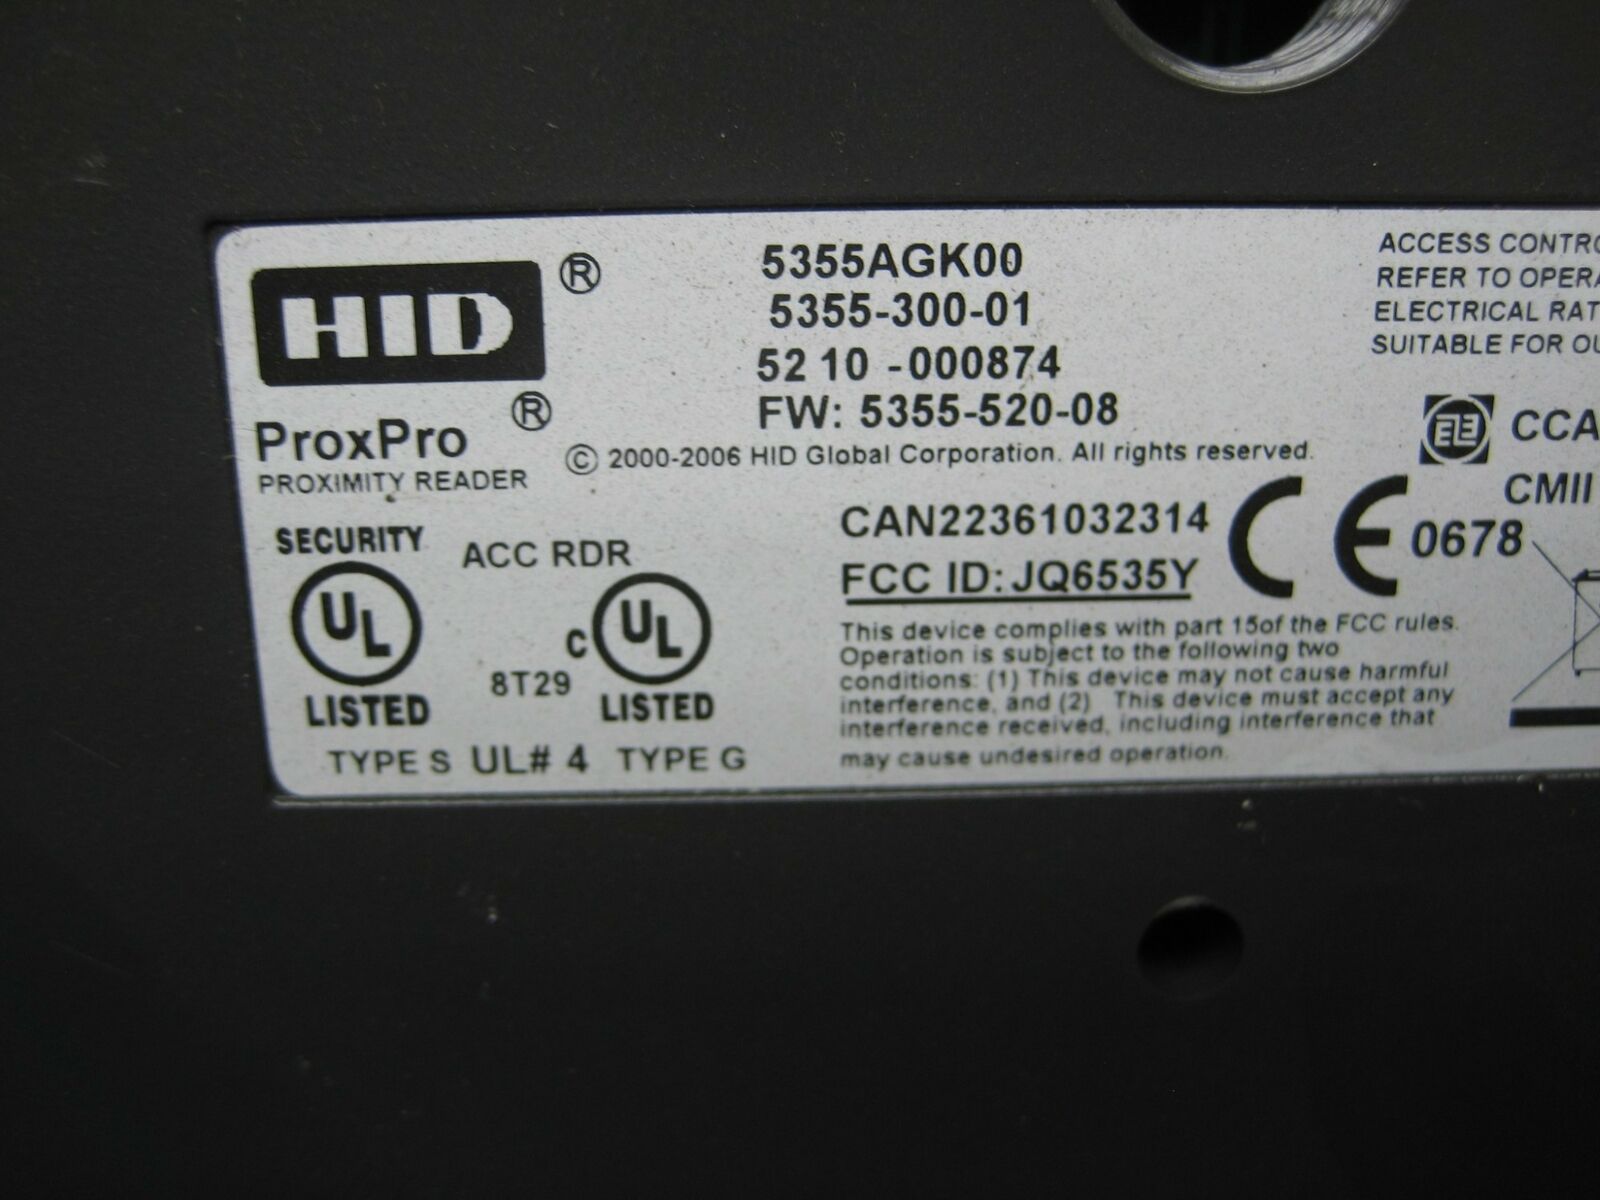 HID ®
ProxPro ®
PROXIMITY READER
5355AGK00
5355-300-01
52 10 -000874
FW: 5355-520-08
© 2000-2006 HID Global Corporation. All rights reserved.
SECURITY
UL
LISTED
TYPE S
ACC RDR
8T29
UL# 4
C UL
LISTED
TYPE G
CAN22361032314
FCC ID: JQ6535Y
This device complies with part 15of the FCC rules.
Operation is subject to the following two
conditions: (1) This device may not cause harmful
interference, and (2) This device must accept any
interference received, including interference that
may cause undesired operation.
CE 0678
ACCESS CONTRO
REFER TO OPERA
ELECTRICAL RAT
SUITABLE FOR OU
CCA
CMII